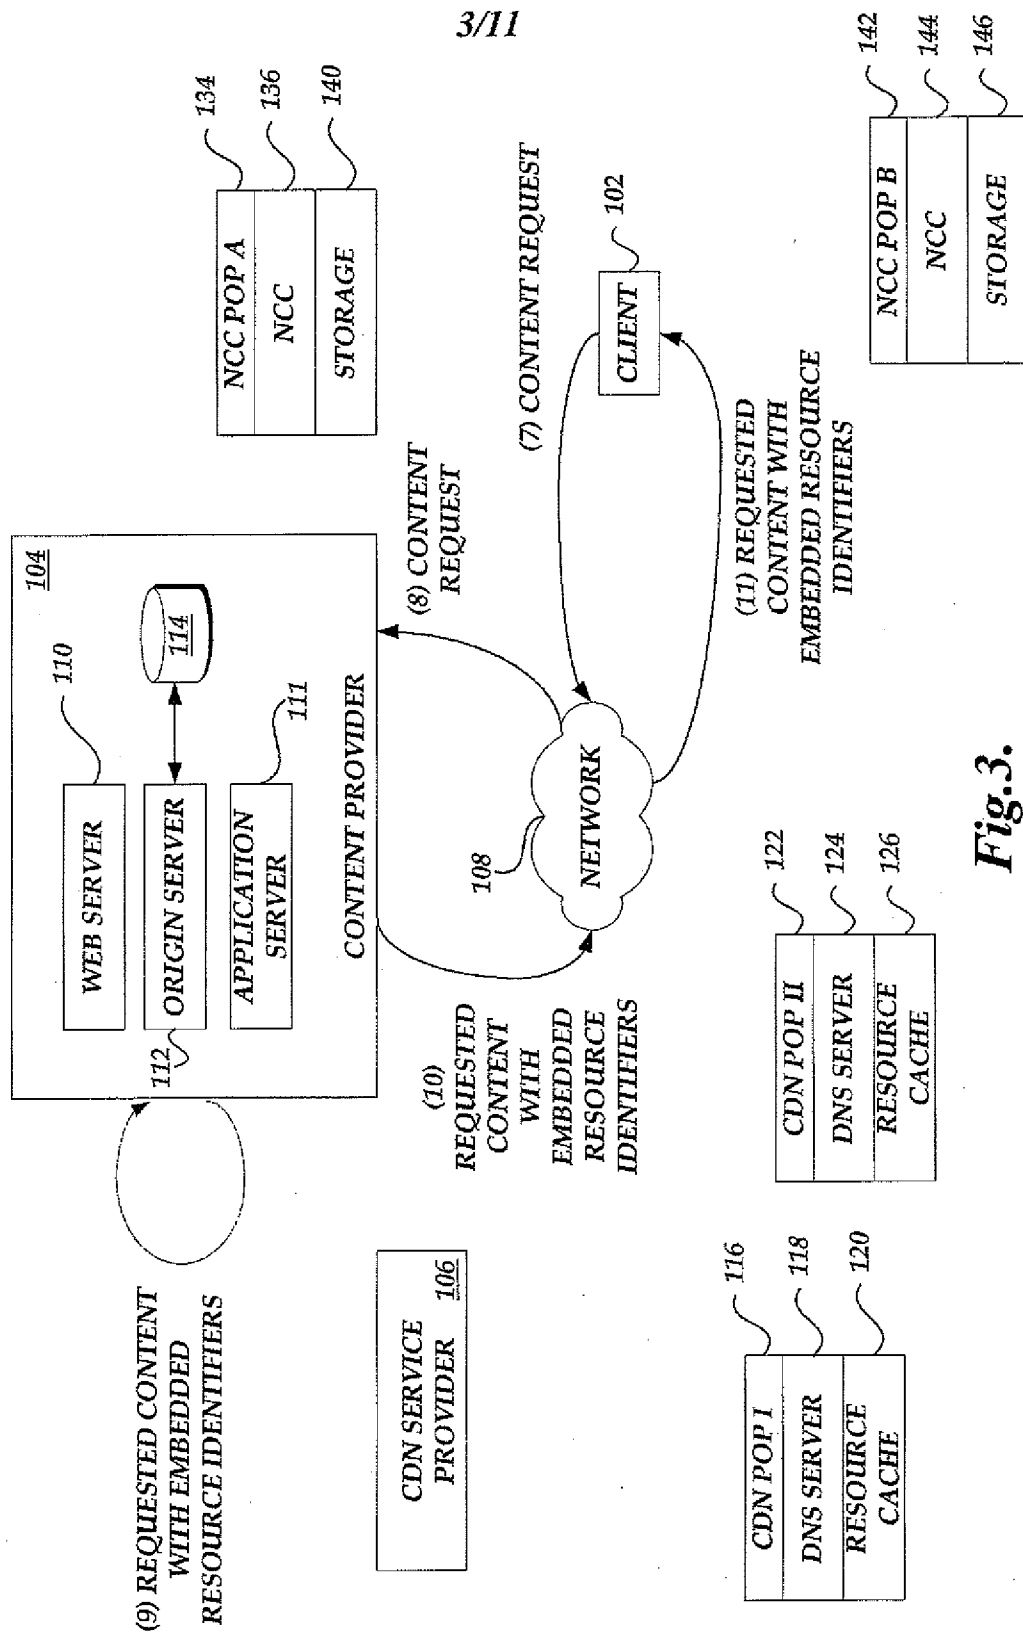 3/11
(9) REQUESTED CONTENT
WITH EMBEDDED
RESOURCE IDENTIFIERS
104
WEB SERVER
110
ORIGIN SERVER
112
114
APPLICATION
SERVER
111
CONTENT PROVIDER
NCC POP A
134
NCC
136
STORAGE
140
CDN SERVICE
PROVIDER
106
(10)
REQUESTED
CONTENT
WITH
EMBEDDED
RESOURCE
IDENTIFIERS
(8) CONTENT
REQUEST
108
NETWORK
(7) CONTENT REQUEST
CLIENT
102
(11) REQUESTED
CONTENT WITH
EMBEDDED RESOURCE
IDENTIFIERS
CDN POP I
116
DNS SERVER
118
RESOURCE
CACHE
120
CDN POP II
122
DNS SERVER
124
RESOURCE
CACHE
126
NCC POP B
142
NCC
144
STORAGE
146
Fig.3.